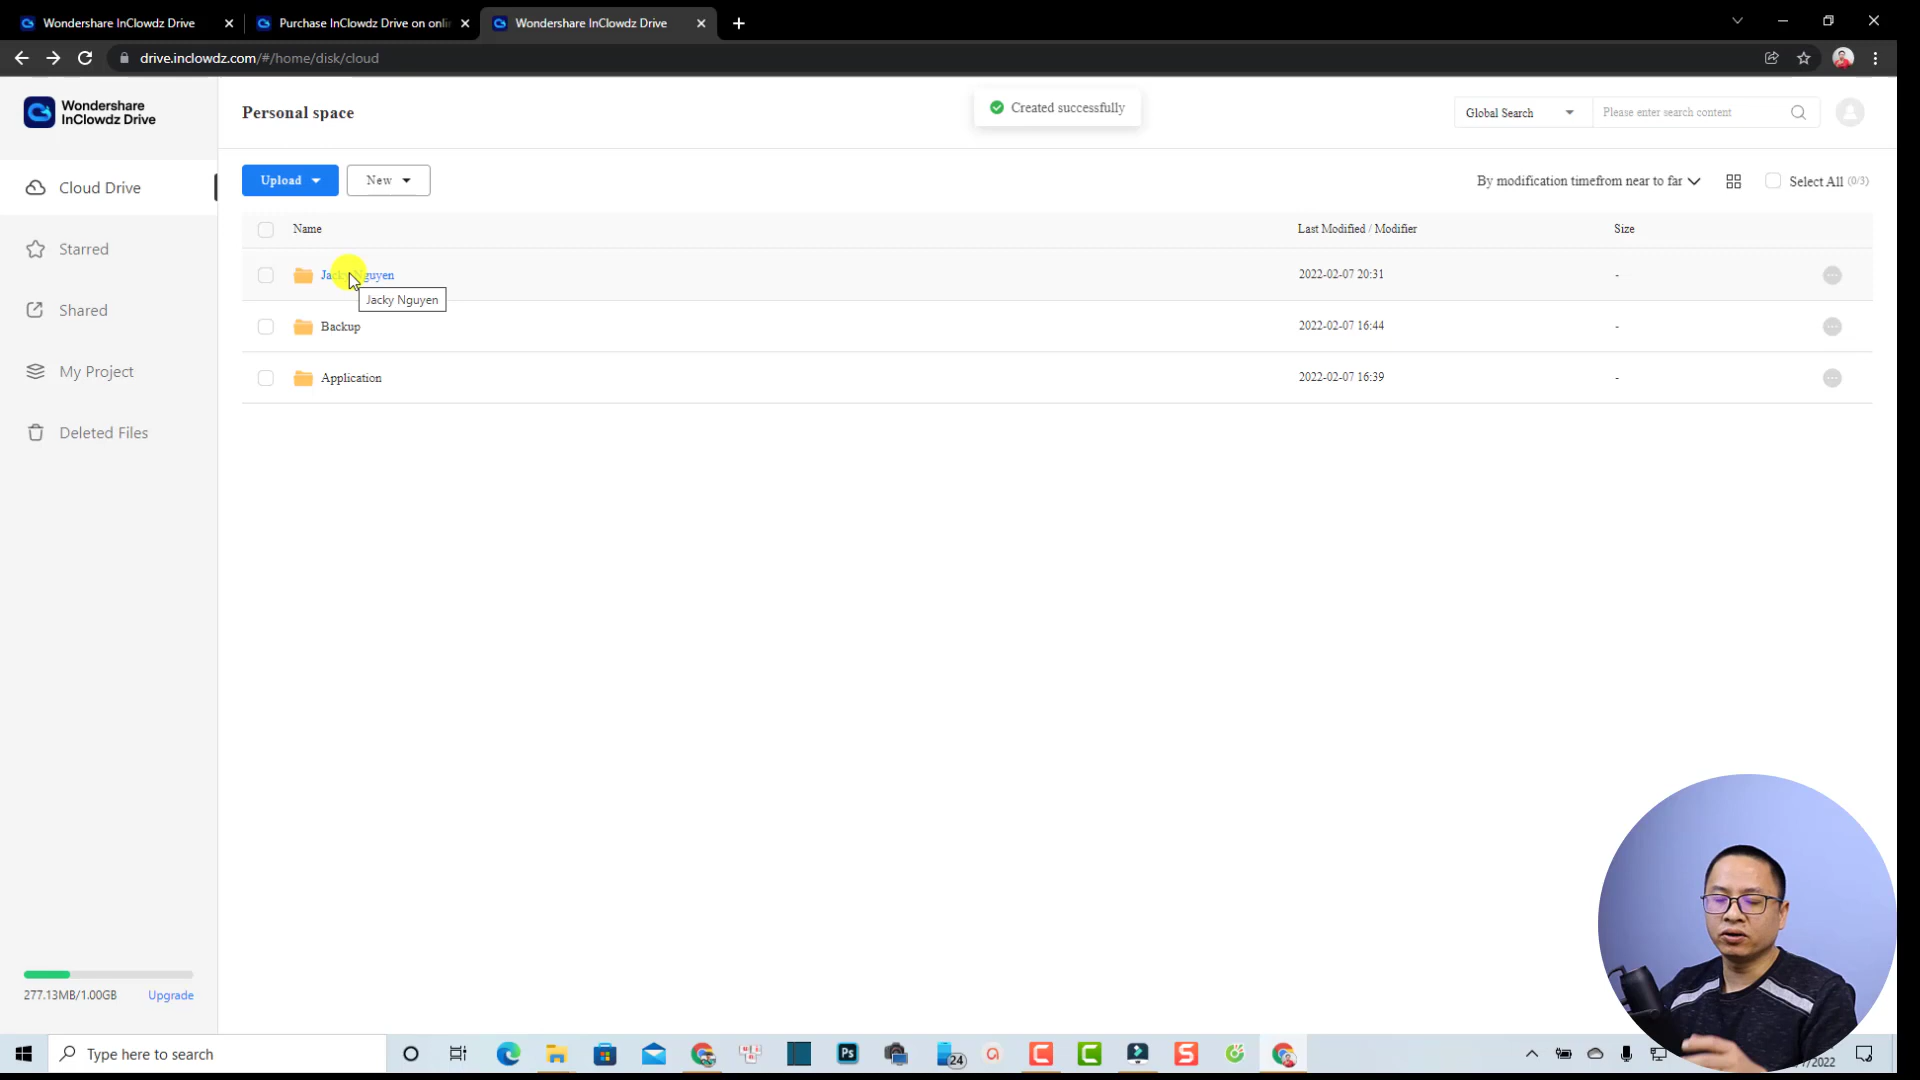 Wondershare InClowdz Drive
Purchase InClowdz Drive on onli
Wondershare InClowdz Drive
drive.inclowdz.com/#/home/disk/cloud
Wondershare
InClowdz Drive
Personal space
Created successfully
Global Search
Please enter search content
Cloud Drive
Starred
Shared
My Project
Deleted Files
Upload
New
By modification timefrom near to far
Select All (0/3)
Name
Last Modified / Modifier
Size
Jacky Nguyen
2022-02-07 20:31
-
Jacky Nguyen
Backup
2022-02-07 16:44
-
Application
2022-02-07 16:39
-
277.13MB/1.00GB
Upgrade
Type here to search
Ps
24